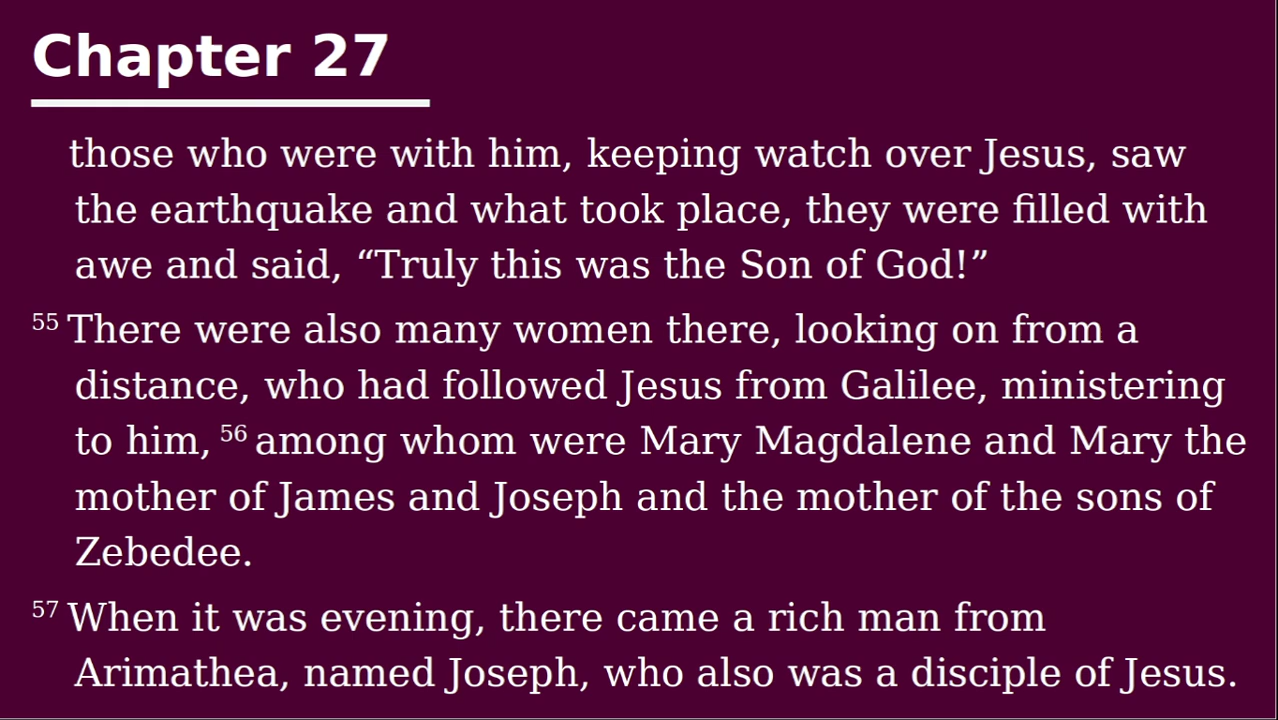 Chapter 27
those who were with him, keeping watch over Jesus, saw
the earthquake and what took place, they were filled with
awe and said, “Truly this was the Son of God!”
55 There were also many women there, looking on from a
distance, who had followed Jesus from Galilee, ministering
to him, 56 among whom were Mary Magdalene and Mary the
mother of James and Joseph and the mother of the sons of
Zebedee.
57 When it was evening, there came a rich man from
Arimathea, named Joseph, who also was a disciple of Jesus.